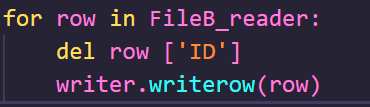 for row in FileB_reader:
    del row ['ID']
    writer.writerow(row)